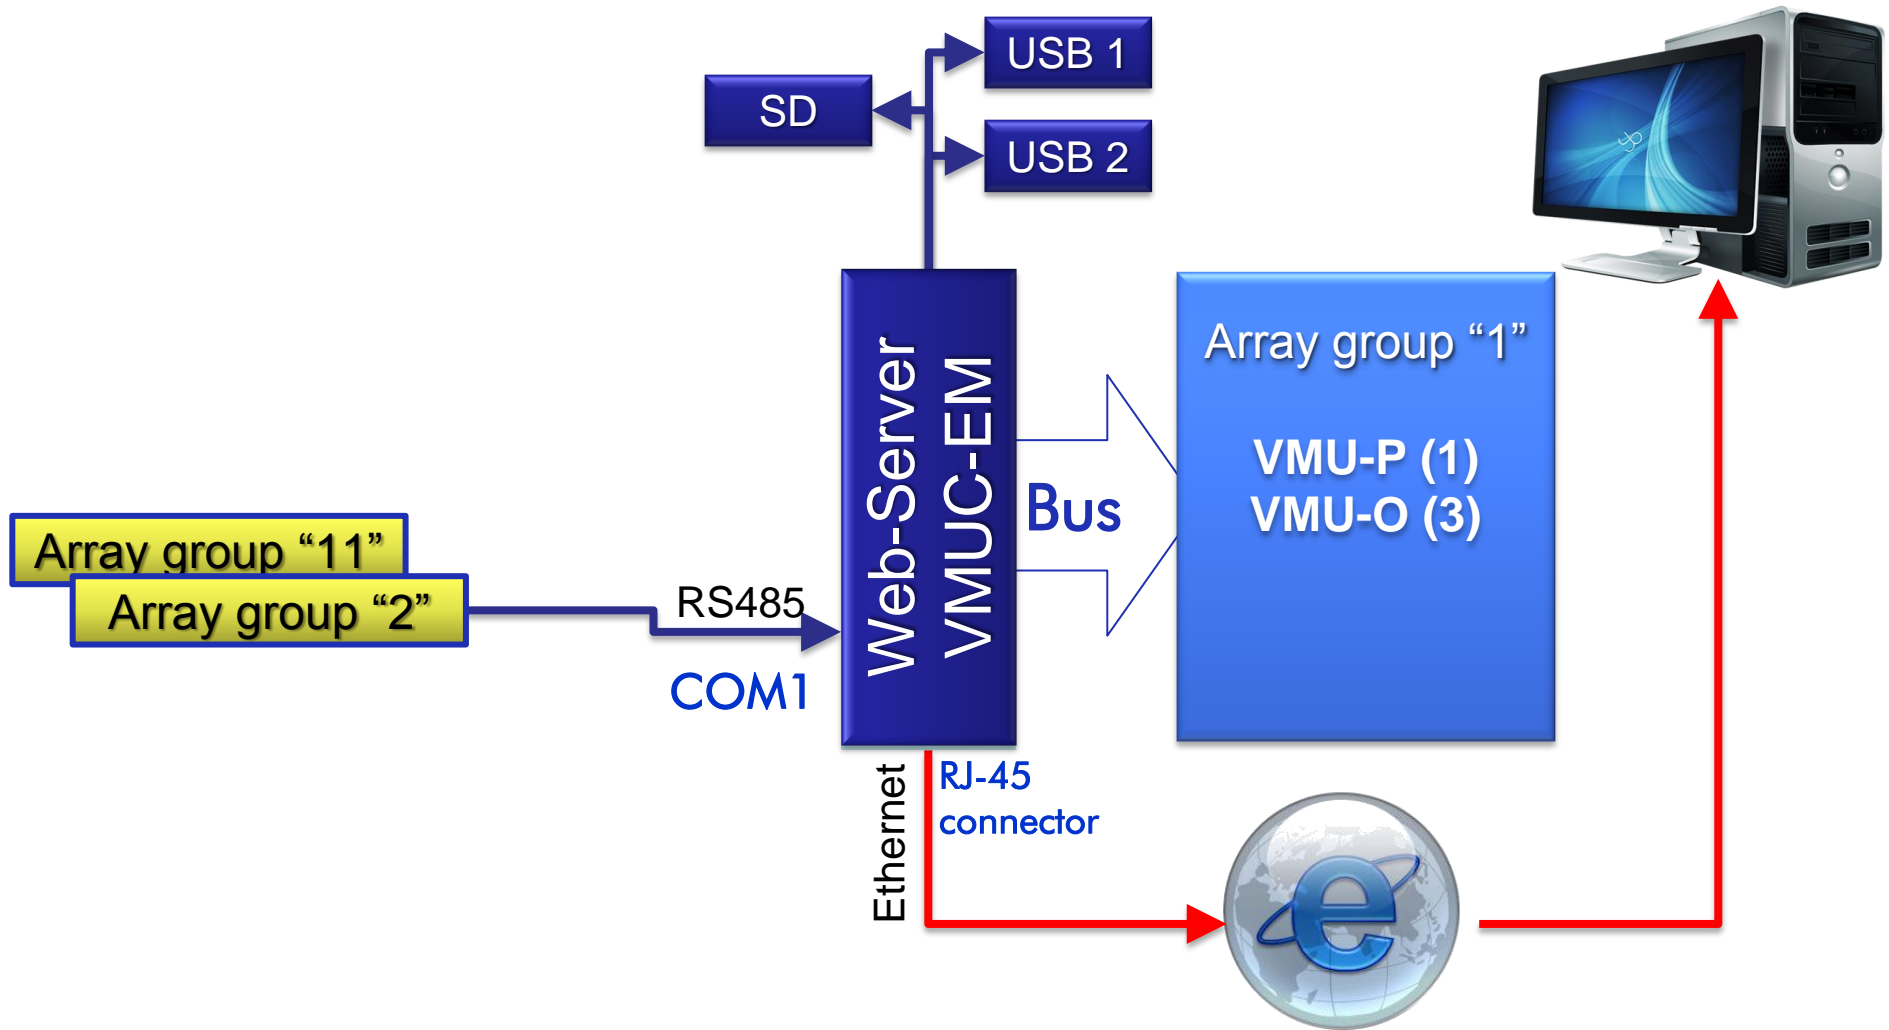 USB 1
SD
USB 2
Web-Server
VMUC-EM
Array group “1”
VMU-P (1)
VMU-O (3)
Bus
Array group “11”
Array group “2”
RS485
COM1
Ethernet
RJ-45
connector
e